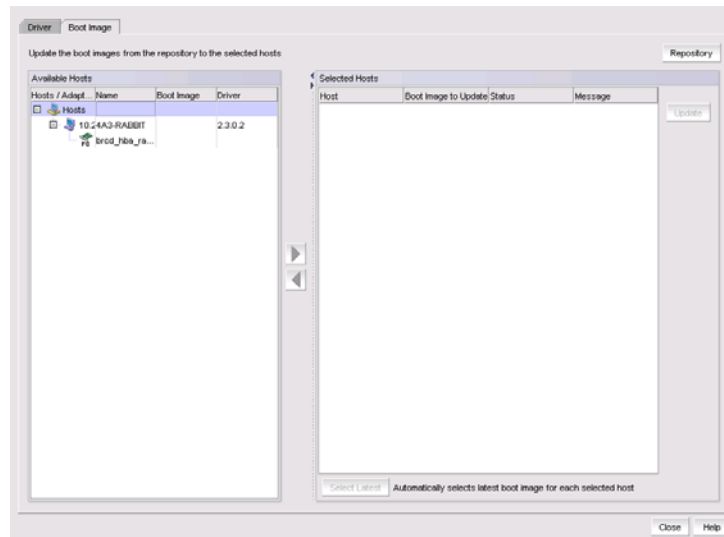 Driver Boot Image
Update the boot images from the repository to the selected hosts
Repository
Available Hosts
Hosts / Adapt... Name Boot Image Driver
Hosts
10.24A3-RABBIT 2.3.0.2
brcd_hba_ra...
Selected Hosts
Host Boot Image to Update Status Message
Update
Select Latest Automatically selects latest boot image for each selected host
Close Help